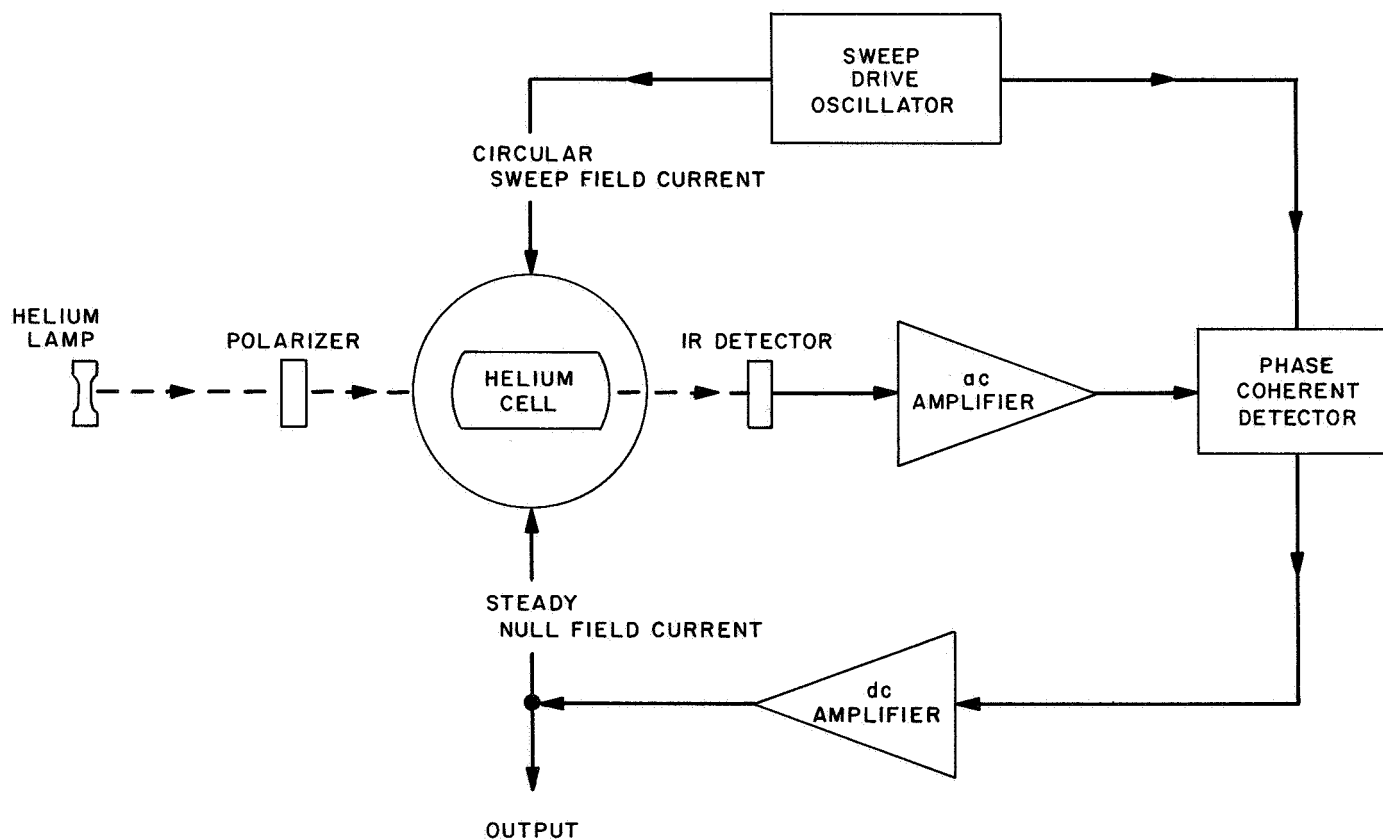 SWEEP
DRIVE
OSCILLATOR
CIRCULAR
SWEEP FIELD CURRENT
HELIUM
LAMP
POLARIZER
HELIUM
CELL
IR DETECTOR
ac
AMPLIFIER
PHASE
COHERENT
DETECTOR
STEADY
NULL FIELD CURRENT
dc
AMPLIFIER
OUTPUT